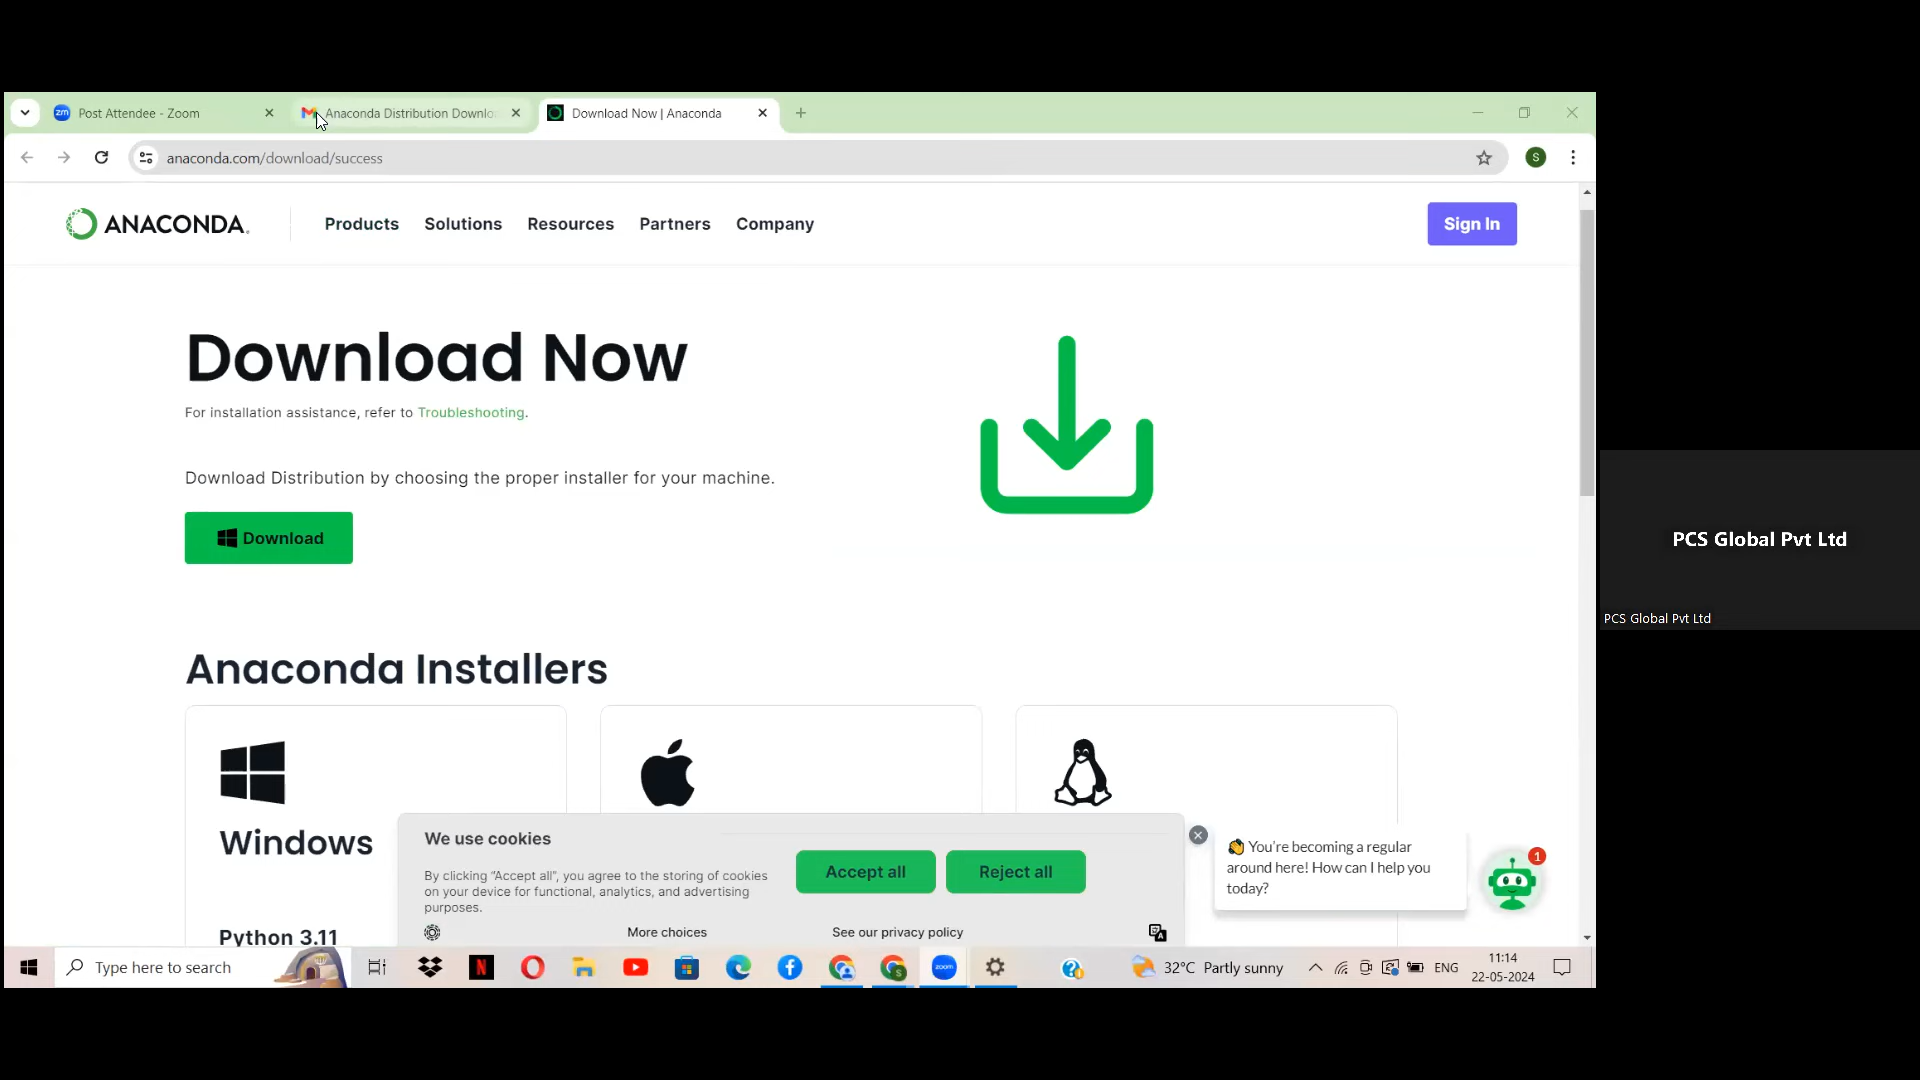 zm Post Attendee - Zoom
Anaconda Distribution Downlo
Download Now | Anaconda
anaconda.com/download/success
S
ANACONDA.
Products
Solutions
Resources
Partners
Company
Sign In
Download Now
For installation assistance, refer to Troubleshooting.
Download Distribution by choosing the proper installer for your machine.
Download
PCS Global Pvt Ltd
PCS Global Pvt Ltd
Anaconda Installers
Windows
Python 3.11
We use cookies
By clicking “Accept all”, you agree to the storing of cookies
on your device for functional, analytics, and advertising
purposes.
Accept all
Reject all
More choices
See our privacy policy
👋 You're becoming a regular
around here! How can I help you
today?
1
Type here to search
N
S
zoom
32°C Partly sunny
ENG
11:14
22-05-2024